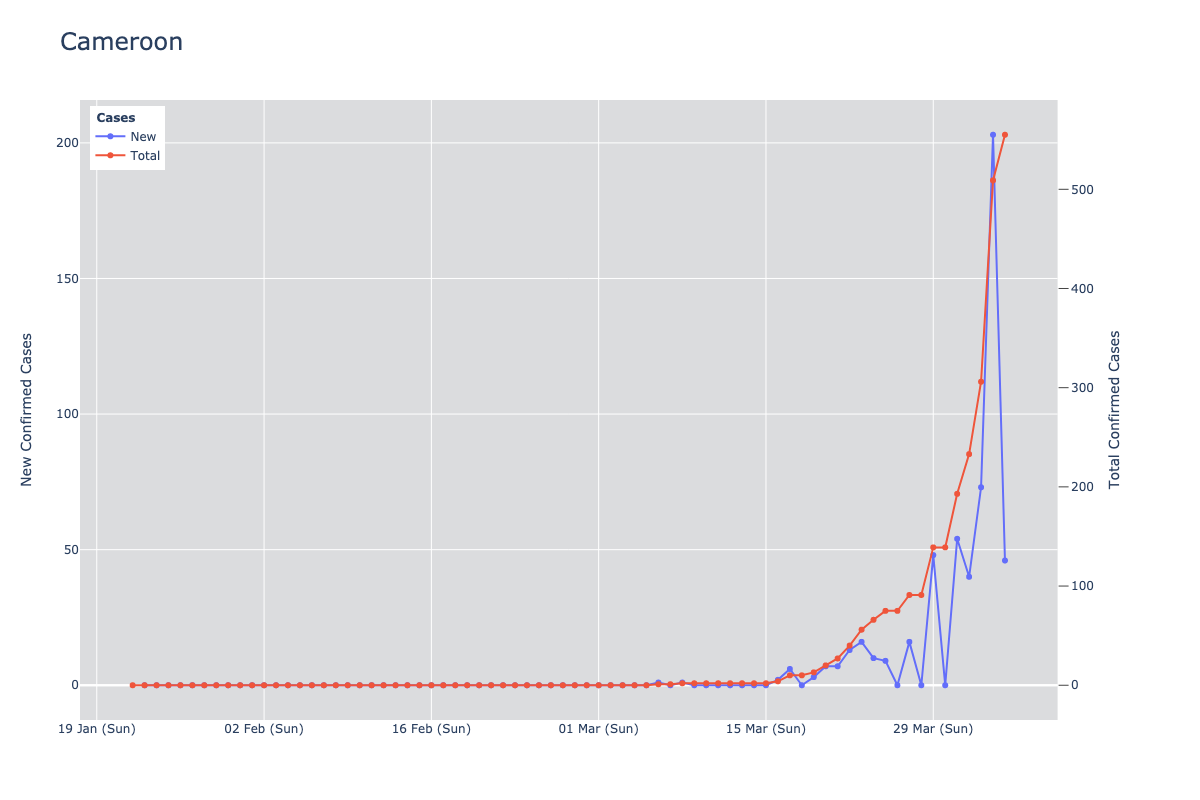 Cameroon
Cases
New
Total
200
150
100
50
0
500
400
300
200
100
0
New Confirmed Cases
Total Confirmed Cases
19 Jan (Sun)
02 Feb (Sun)
16 Feb (Sun)
01 Mar (Sun)
15 Mar (Sun)
29 Mar (Sun)